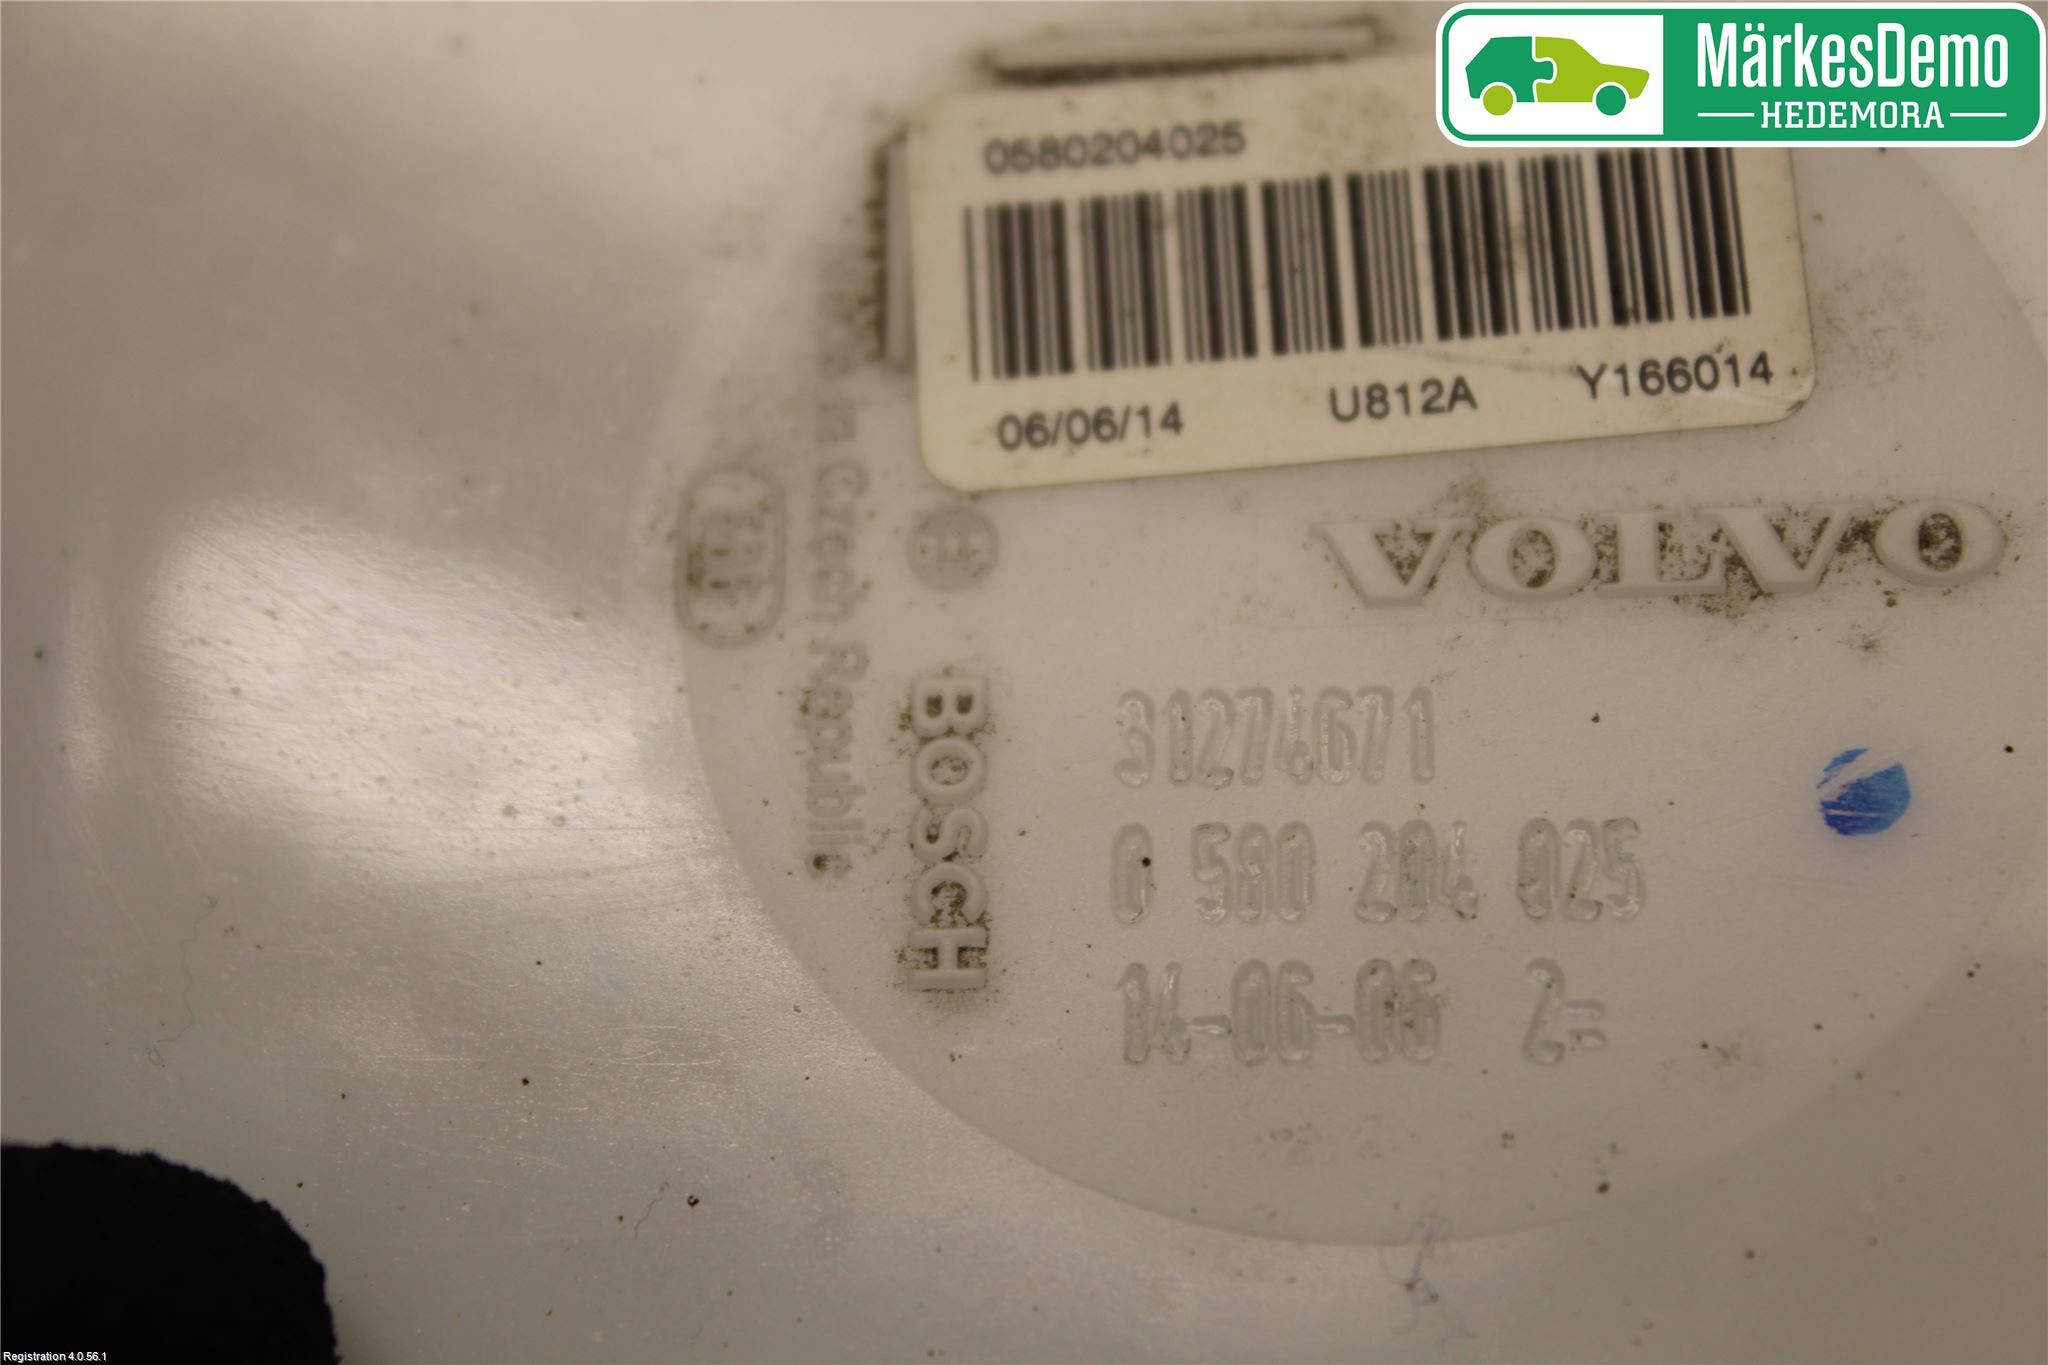 MärkesDemo
HEDEMORA
0580204025
06/06/14 U812A Y166014
VOLVO
Czech Republic
BOSCH
31274671
0 580 204 025
14-06-06 2=
Registration 4.0.56.1